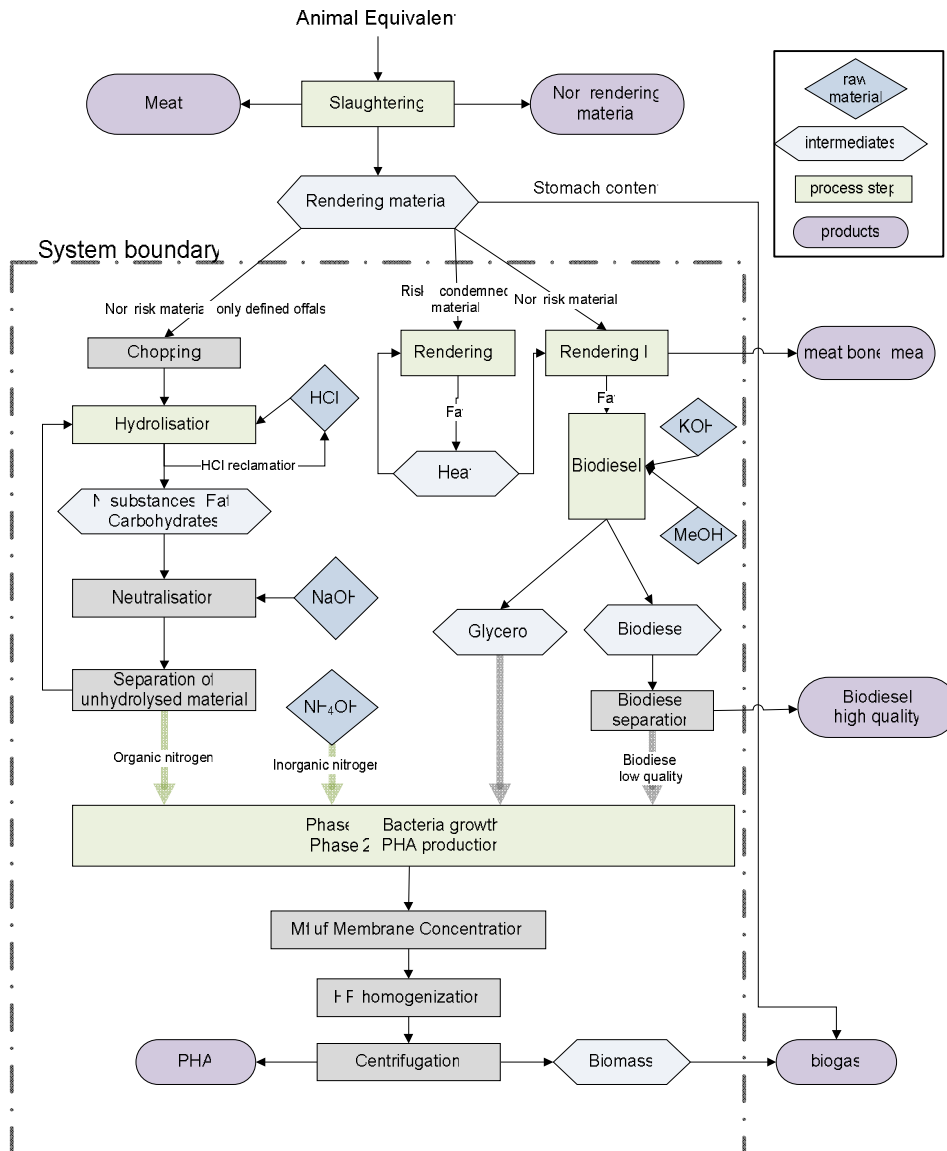 Animal Equivalen
Meat
Slaughtering
Nor rendering
materia
raw
material
intermediates
process step
products
Rendering materia
Stomach conten
System boundary
Nor risk materia only defined offals
Risk condemned
material
Nor risk material
Chopping
Rendering
Rendering I
meat bone mea
HCl
Hydrolisation
HCl reclamation
Fa
Fa
KOH
Biodiesel
Hea
N substances Fat
Carbohydrates
MeOH
Neutralisation
NaOH
Glycero
Biodiese
Separation of
unhydrolysed material
NH₄OH
Biodiese
separation
Biodiesel
high quality
Organic nitrogen
Inorganic nitrogen
Biodiese
low quality
Phase Bacteria growth
Phase 2 PHA production
Membrane Concentration
homogenization
PHA
Centrifugation
Biomass
biogas